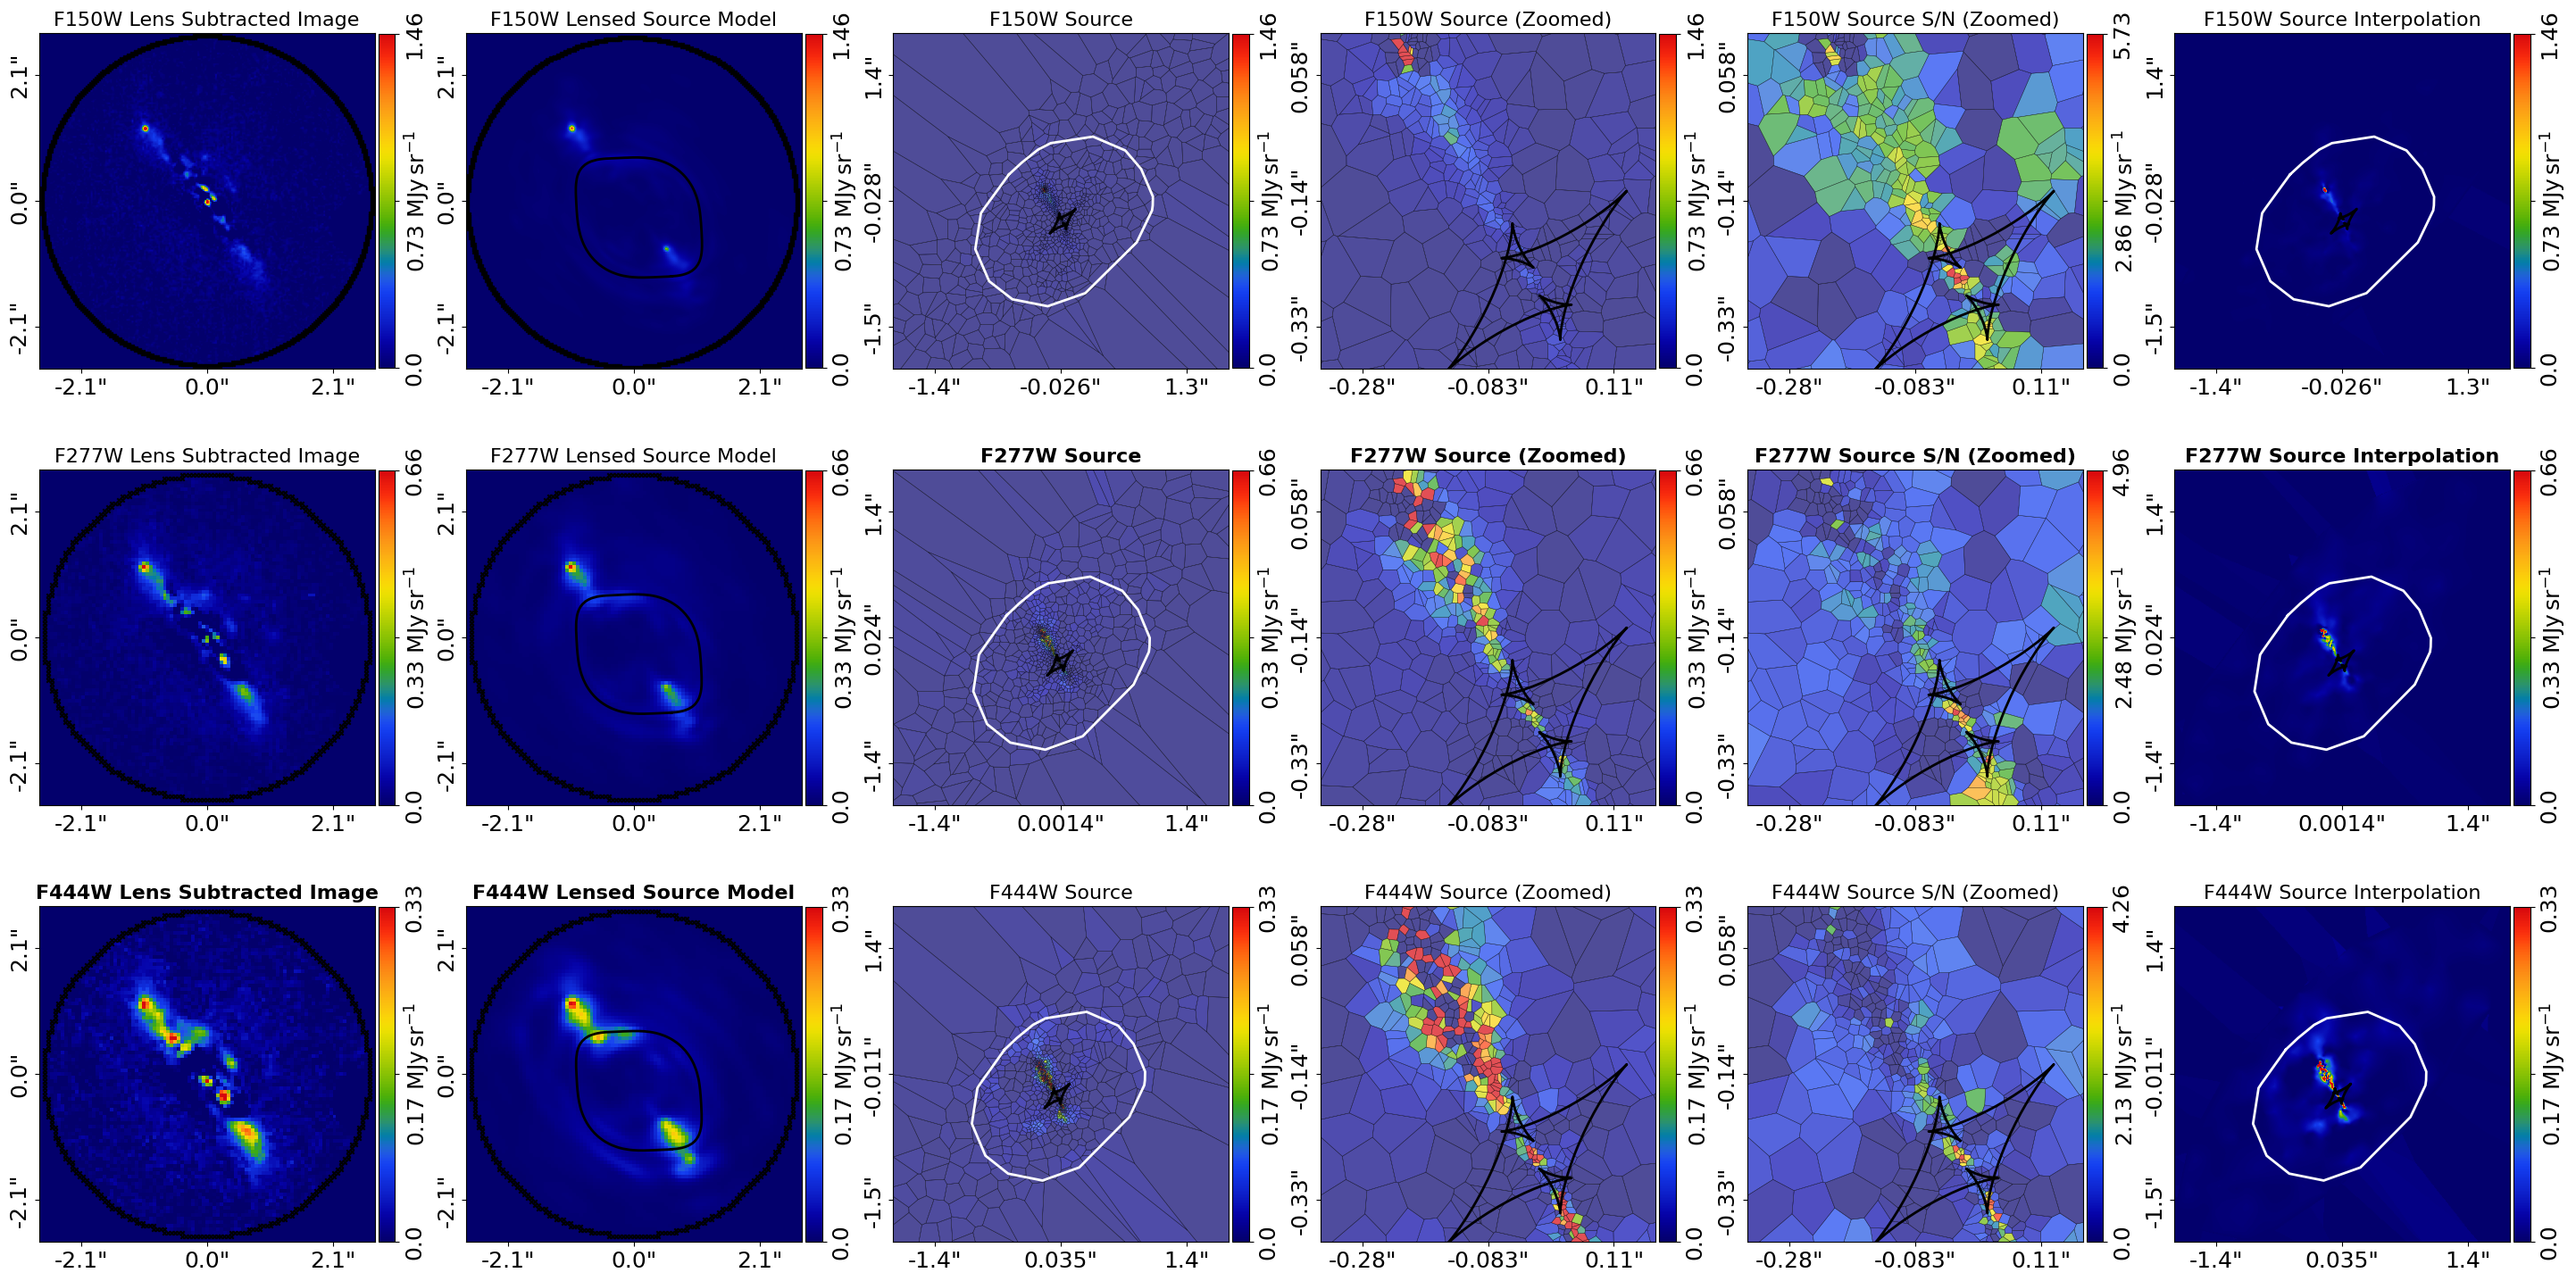 F150W Lens Subtracted Image
2.1"
0.0"
-2.1"
-2.1" 0.0" 2.1"
1.46
0.73 MJy sr⁻¹
0.0
F150W Lensed Source Model
2.1"
0.0"
-2.1"
-2.1" 0.0" 2.1"
1.46
0.73 MJy sr⁻¹
0.0
F150W Source
1.4"
-0.028"
-1.5"
-1.4" -0.026" 1.3"
1.46
0.73 MJy sr⁻¹
0.0
F150W Source (Zoomed)
0.058"
-0.14"
-0.33"
-0.28" -0.083" 0.11"
1.46
0.73 MJy sr⁻¹
0.0
F150W Source S/N (Zoomed)
0.058"
-0.14"
-0.33"
-0.28" -0.083" 0.11"
5.73
2.86 MJy sr⁻¹
0.0
F150W Source Interpolation
1.4"
-0.028"
-1.5"
-1.4" -0.026" 1.3"
1.46
0.73 MJy sr⁻¹
0.0
F277W Lens Subtracted Image
2.1"
0.0"
-2.1"
-2.1" 0.0" 2.1"
0.66
0.33 MJy sr⁻¹
0.0
F277W Lensed Source Model
2.1"
0.0"
-2.1"
-2.1" 0.0" 2.1"
0.66
0.33 MJy sr⁻¹
0.0
F277W Source
1.4"
0.024"
-1.4"
-1.4" 0.0014" 1.4"
0.66
0.33 MJy sr⁻¹
0.0
F277W Source (Zoomed)
0.058"
-0.14"
-0.33"
-0.28" -0.083" 0.11"
0.66
0.33 MJy sr⁻¹
0.0
F277W Source S/N (Zoomed)
0.058"
-0.14"
-0.33"
-0.28" -0.083" 0.11"
4.96
2.48 MJy sr⁻¹
0.0
F277W Source Interpolation
1.4"
0.024"
-1.4"
-1.4" 0.0014" 1.4"
0.66
0.33 MJy sr⁻¹
0.0
F444W Lens Subtracted Image
2.1"
0.0"
-2.1"
-2.1" 0.0" 2.1"
0.33
0.17 MJy sr⁻¹
0.0
F444W Lensed Source Model
2.1"
0.0"
-2.1"
-2.1" 0.0" 2.1"
0.33
0.17 MJy sr⁻¹
0.0
F444W Source
1.4"
-0.011"
-1.5"
-1.4" 0.035" 1.4"
0.33
0.17 MJy sr⁻¹
0.0
F444W Source (Zoomed)
0.058"
-0.14"
-0.33"
-0.28" -0.083" 0.11"
0.33
0.17 MJy sr⁻¹
0.0
F444W Source S/N (Zoomed)
0.058"
-0.14"
-0.33"
-0.28" -0.083" 0.11"
4.26
2.13 MJy sr⁻¹
0.0
F444W Source Interpolation
1.4"
-0.011"
-1.5"
-1.4" 0.035" 1.4"
0.33
0.17 MJy sr⁻¹
0.0